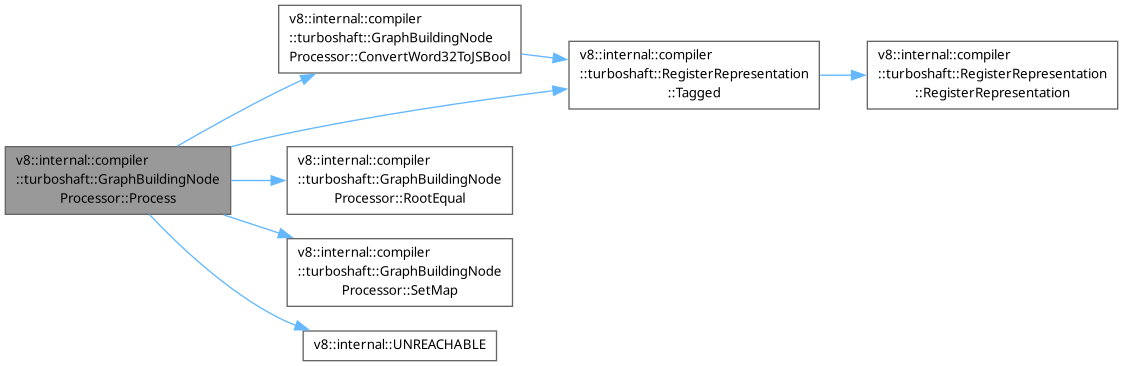 v8::internal::compiler
::turboshaft::GraphBuildingNode
Processor::Process
v8::internal::compiler
::turboshaft::GraphBuildingNode
Processor::ConvertWord32ToJSBool
v8::internal::compiler
::turboshaft::RegisterRepresentation
::Tagged
v8::internal::compiler
::turboshaft::RegisterRepresentation
::RegisterRepresentation
v8::internal::compiler
::turboshaft::GraphBuildingNode
Processor::RootEqual
v8::internal::compiler
::turboshaft::GraphBuildingNode
Processor::SetMap
v8::internal::UNREACHABLE